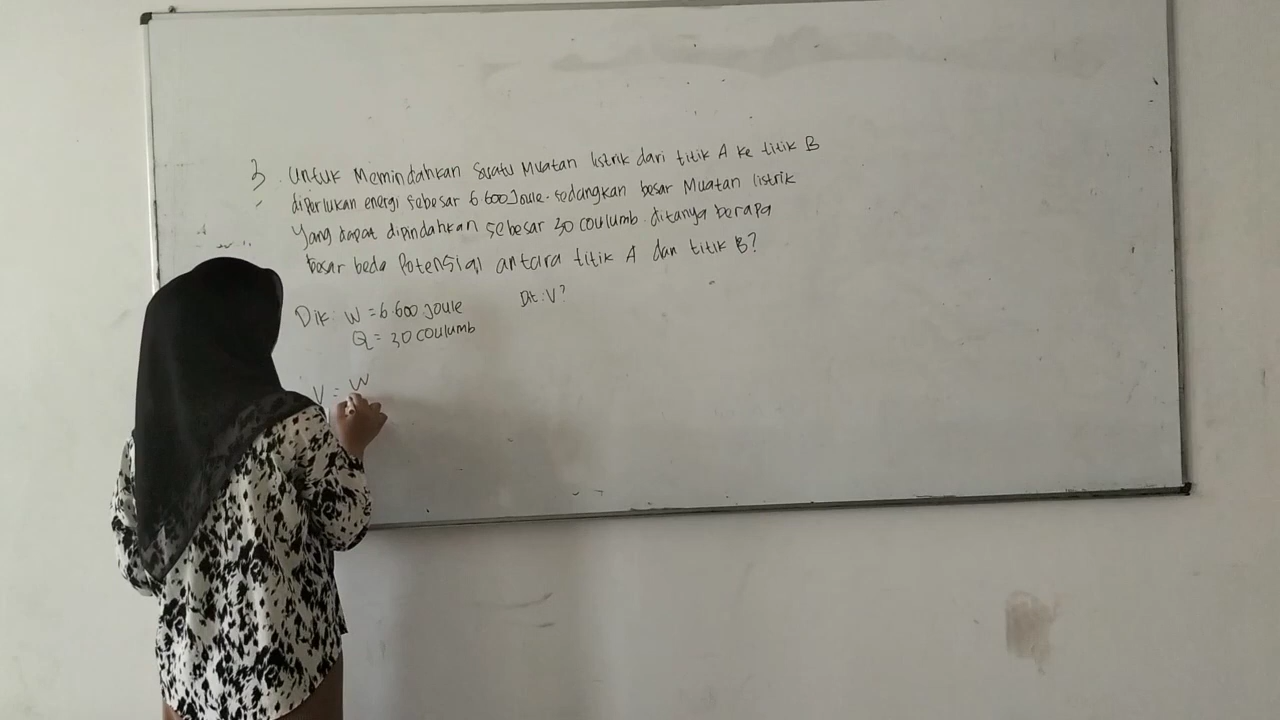 3. Untuk Memindahkan Suatu Muatan listrik dari titik A ke titik B
diperlukan energi sebesar 6 600 Joule. sedangkan besar Muatan listrik
Yang dapat dipindahkan sebesar 30 coulumb. ditanya berapa
besar beda Potensial antara titik A dan titik B?
Dik: W = 6.600 Joule Dit: V?
Q = 30 coulumb
V = W